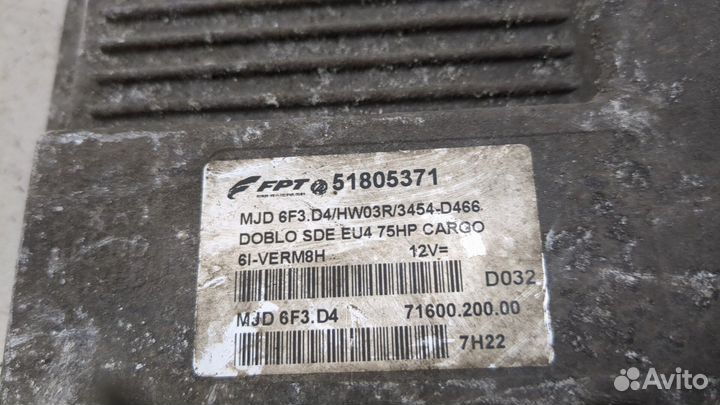 FPT 51805371
MJD 6F3.D4/HW03R/3454-D466
DOBLO SDE EU4 75HP CARGO
6I-VERM8H 12V=
D032
MJD 6F3.D4 71600.200.00
7H22
Avito